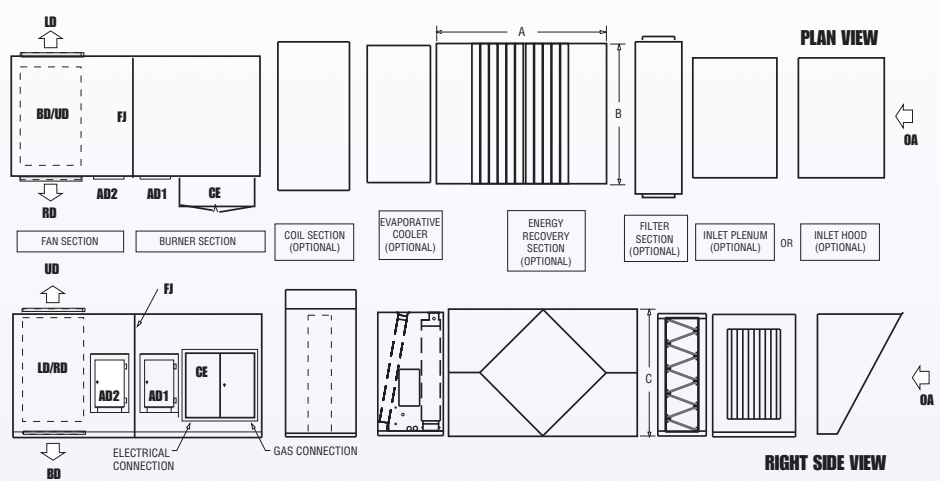 LD
A
PLAN VIEW
BD/UD
FJ
B
OA
AD2
AD1
CE
RD
FAN SECTION
BURNER SECTION
COIL SECTION
(OPTIONAL)
EVAPORATIVE
COOLER
(OPTIONAL)
ENERGY
RECOVERY
SECTION
(OPTIONAL)
FILTER
SECTION
(OPTIONAL)
INLET PLENUM
(OPTIONAL)
OR
INLET HOOD
(OPTIONAL)
UD
FJ
LD/RD
AD2
AD1
CE
C
OA
ELECTRICAL
CONNECTION
GAS CONNECTION
BD
RIGHT SIDE VIEW